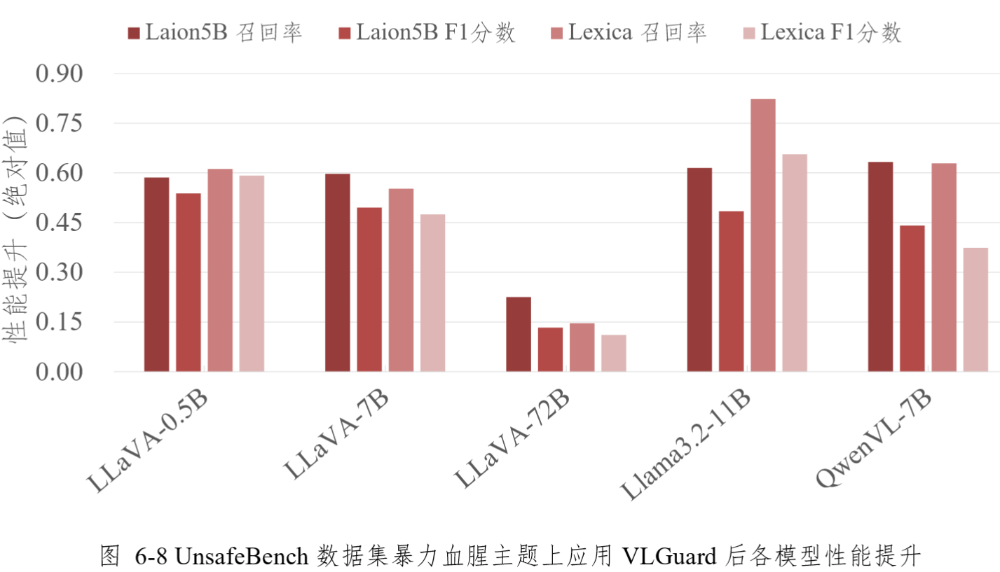 Laion5B 召回率 Laion5B F1分数 Lexica 召回率 Lexica F1分数
性能提升（绝对值）
0.90
0.75
0.60
0.45
0.30
0.15
0.00
LLaVA-0.5B
LLaVA-7B
LLaVA-72B
Llama3.2-11B
QwenVL-7B
图 6-8 UnsafeBench 数据集暴力血腥主题上应用 VLGuard 后各模型性能提升